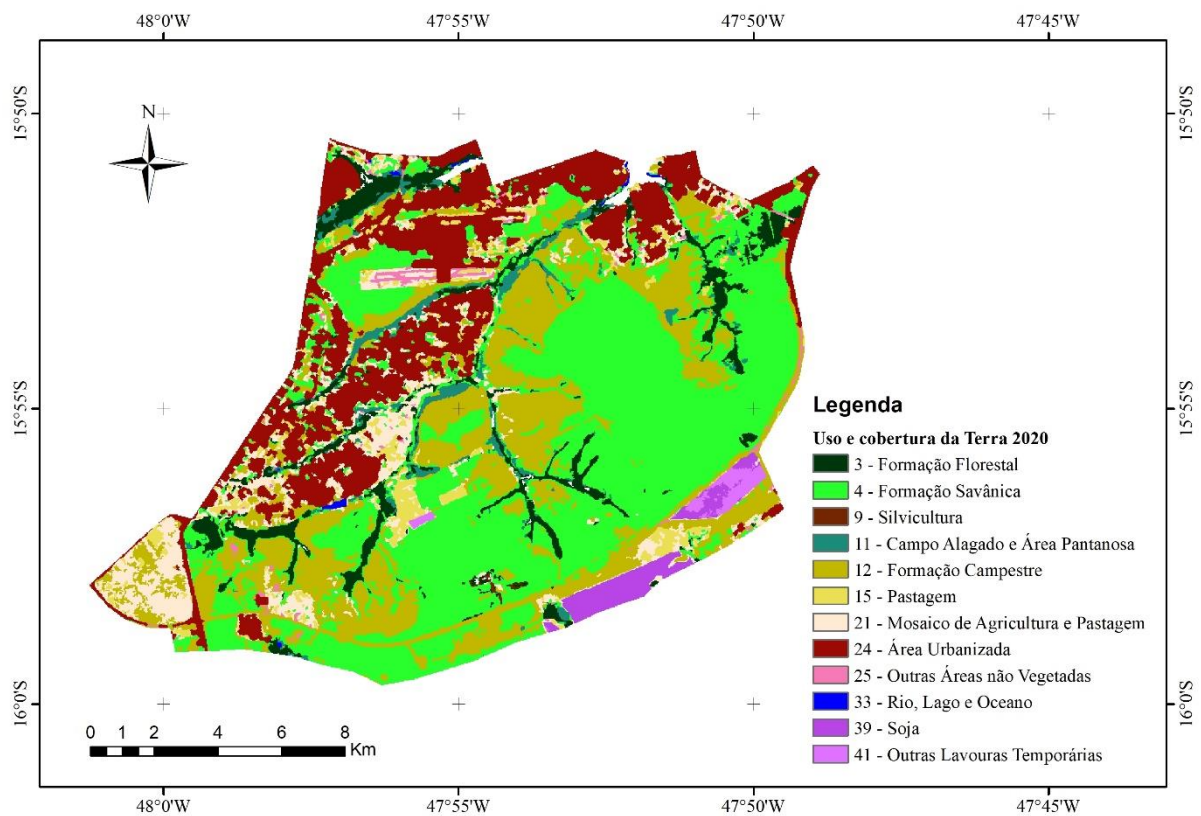 48°0'W 47°55'W 47°50'W 47°45'W
15°50'S 15°50'S
N
15°55'S 15°55'S
Legenda
Uso e cobertura da Terra 2020
3 - Formação Florestal
4 - Formação Savânica
9 - Silvicultura
11 - Campo Alagado e Área Pantanosa
12 - Formação Campestre
15 - Pastagem
21 - Mosaico de Agricultura e Pastagem
24 - Área Urbanizada
25 - Outras Áreas não Vegetadas
33 - Rio, Lago e Oceano
39 - Soja
41 - Outras Lavouras Temporárias
16°0'S 16°0'S
0 1 2 4 6 8
Km
48°0'W 47°55'W 47°50'W 47°45'W